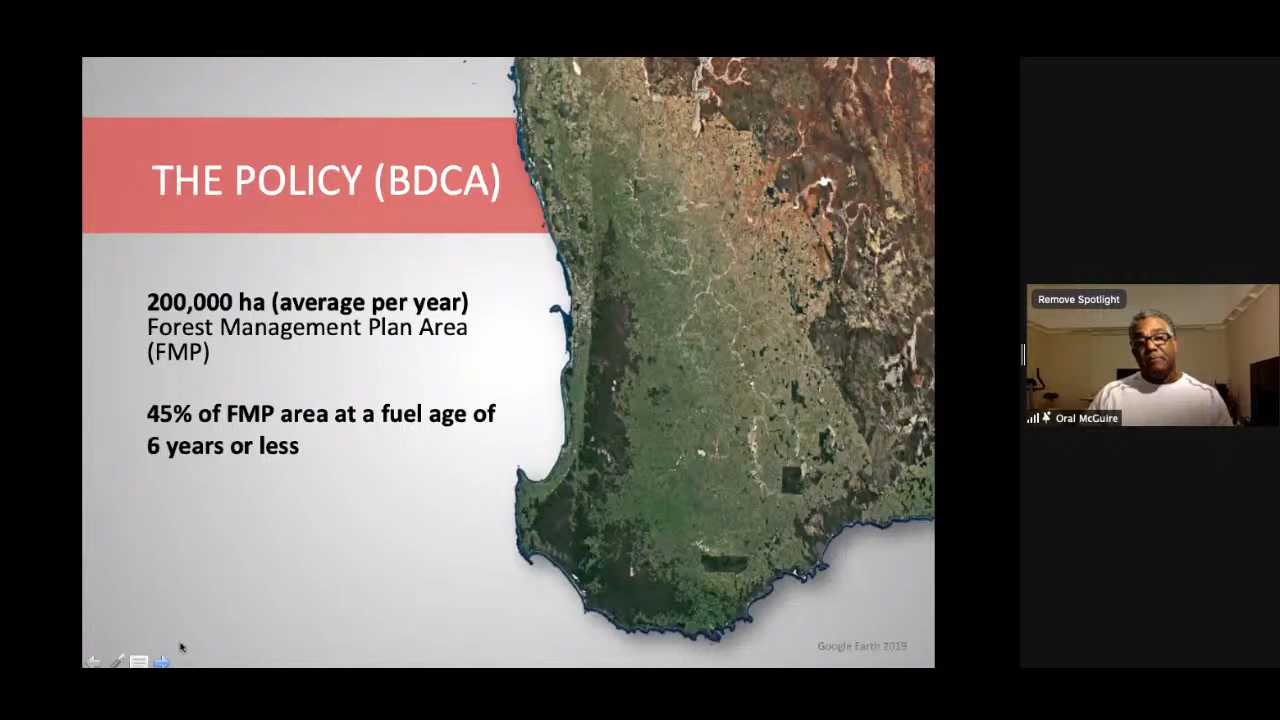 THE POLICY (BDCA)
200,000 ha (average per year)
Forest Management Plan Area
(FMP)
45% of FMP area at a fuel age of
6 years or less
Google Earth 2019
Remove Spotlight
Oral McGuire